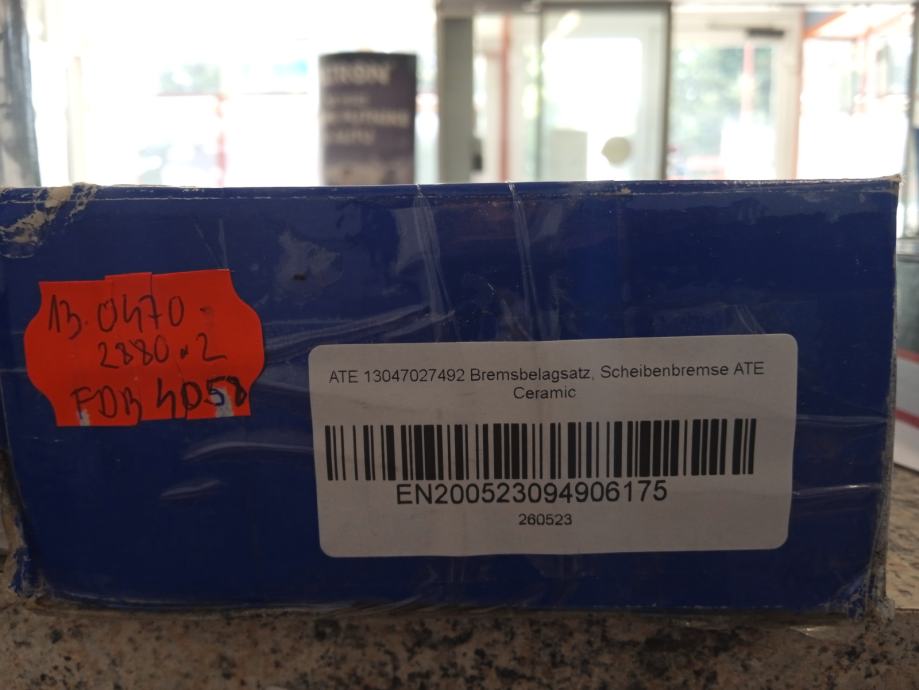 13.0470-
2880.2
FDB 4058
ATE 13047027492 Bremsbelagsatz, Scheibenbremse ATE
Ceramic
EN200523094906175
260523